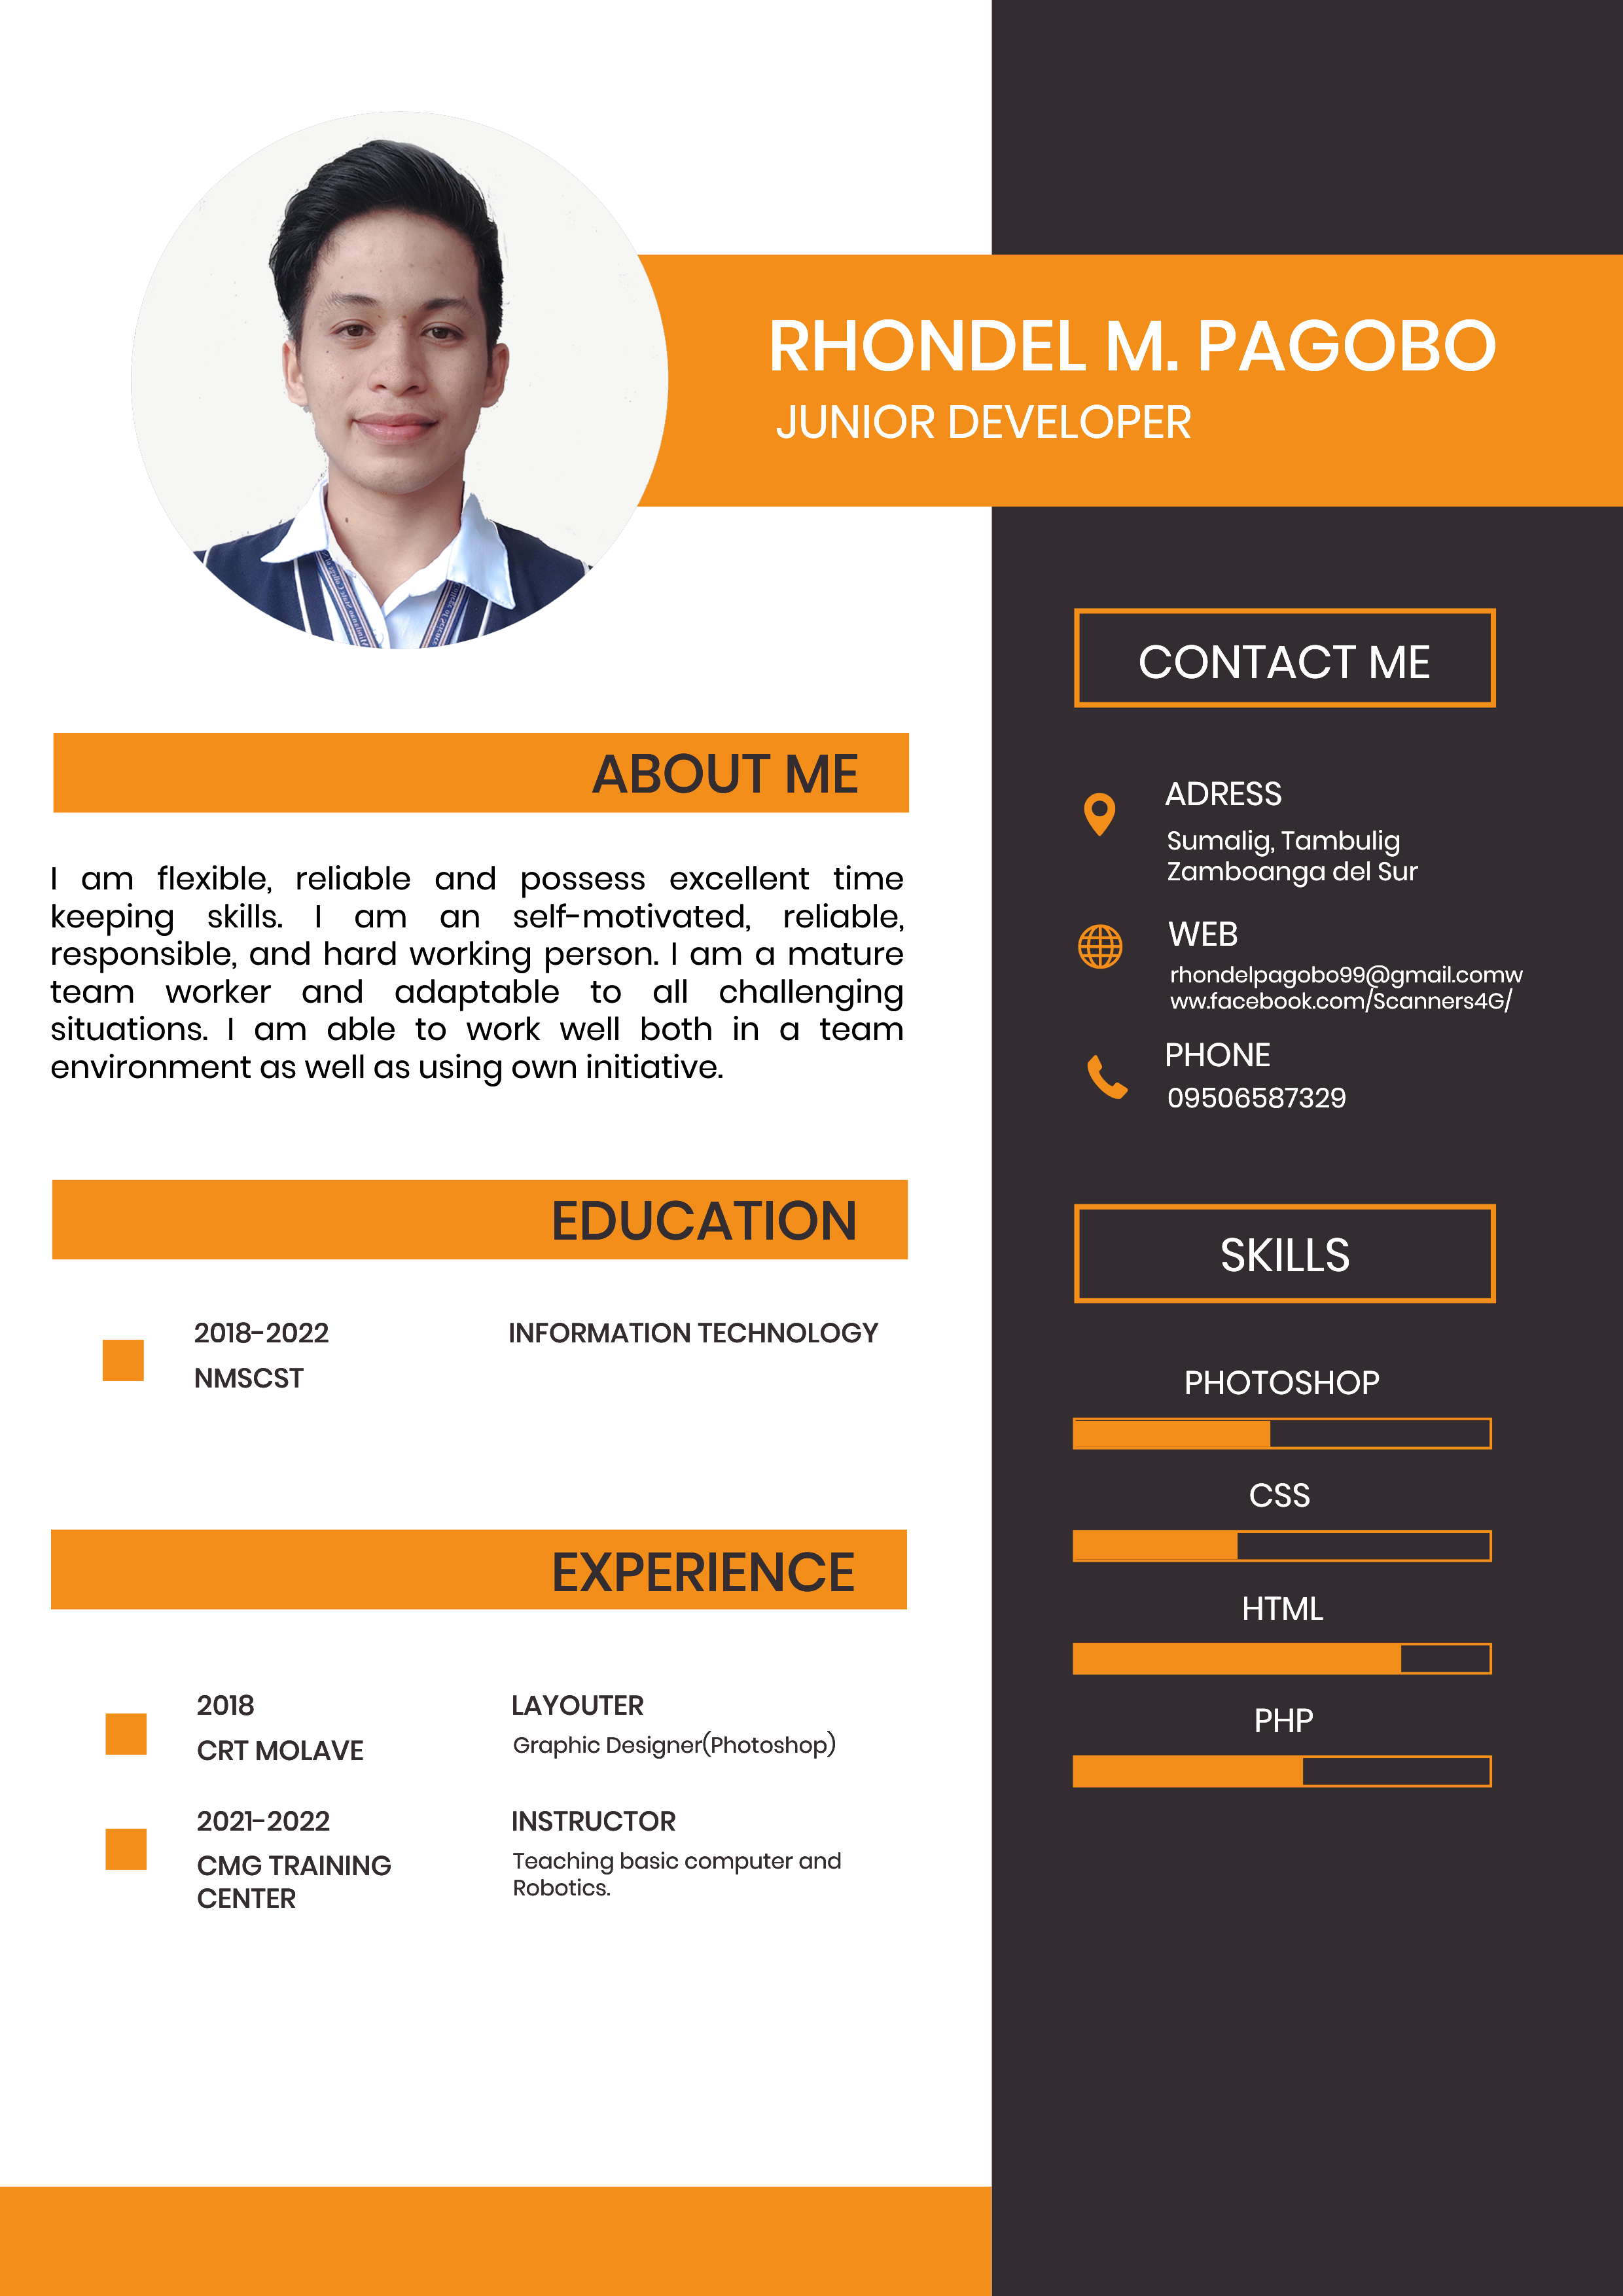 RHONDEL M. PAGOBO
JUNIOR DEVELOPER
ABOUT ME
I am flexible, reliable and possess excellent time
keeping skills. I am an self-motivated, reliable,
responsible, and hard working person. I am a mature
team worker and adaptable to all challenging
situations. I am able to work well both in a team
environment as well as using own initiative.
EDUCATION
2018-2022
INFORMATION TECHNOLOGY
NMSCST
EXPERIENCE
2018
LAYOUTER
CRT MOLAVE
Graphic Designer(Photoshop)
2021-2022
INSTRUCTOR
CMG TRAINING
CENTER
Teaching basic computer and
Robotics.
CONTACT ME
ADRESS
Sumalig, Tambulig
Zamboanga del Sur
WEB
rhondelpagobo99@gmail.comw
ww.facebook.com/Scanners4G/
PHONE
09506587329
SKILLS
PHOTOSHOP
CSS
HTML
PHP